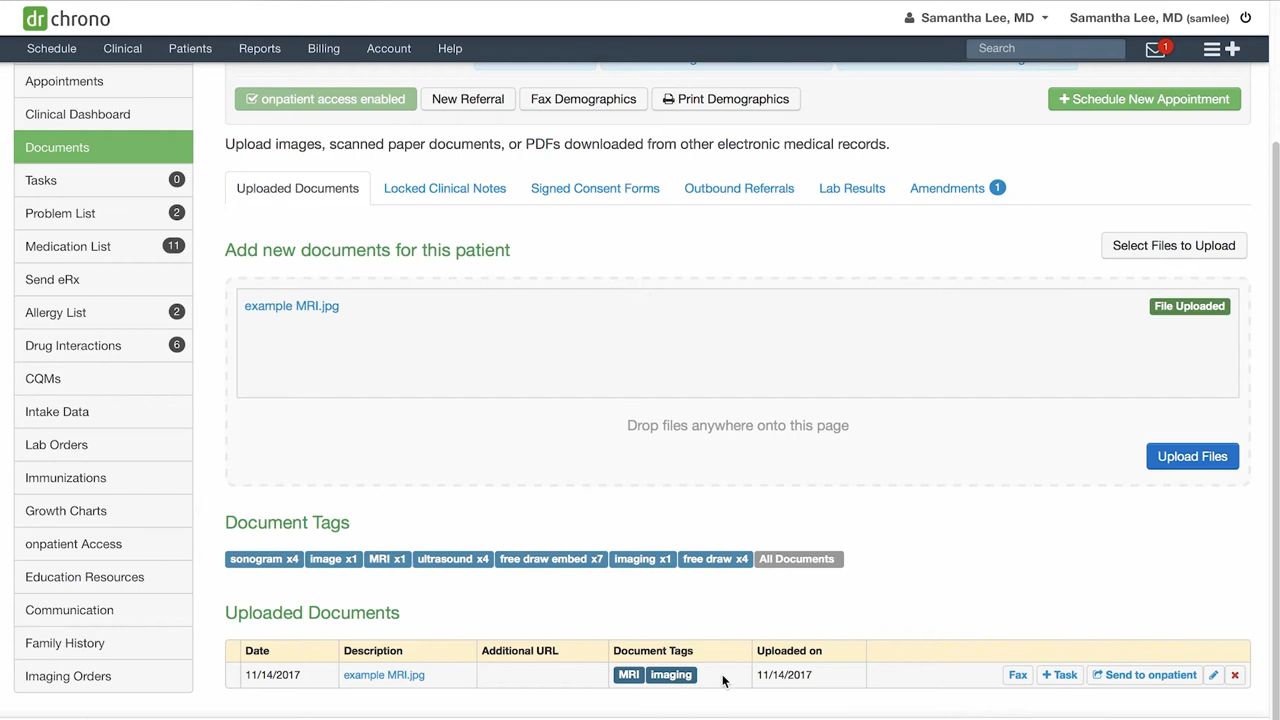 dr chrono
Samantha Lee, MD
Samantha Lee, MD (samlee)
Schedule Clinical Patients Reports Billing Account Help
Search
1
Appointments
Clinical Dashboard
Documents
Tasks 0
Problem List 2
Medication List 11
Send eRx
Allergy List 2
Drug Interactions 6
CQMs
Intake Data
Lab Orders
Immunizations
Growth Charts
onpatient Access
Education Resources
Communication
Family History
Imaging Orders
onpatient access enabled New Referral Fax Demographics Print Demographics Schedule New Appointment
Upload images, scanned paper documents, or PDFs downloaded from other electronic medical records.
Uploaded Documents Locked Clinical Notes Signed Consent Forms Outbound Referrals Lab Results Amendments 1
Add new documents for this patient
Select Files to Upload
example MRI.jpg File Uploaded
Drop files anywhere onto this page
Upload Files
Document Tags
sonogram x4 image x1 MRI x1 ultrasound x4 free draw embed x7 imaging x1 free draw x4 All Documents
Uploaded Documents
Date Description Additional URL Document Tags Uploaded on
11/14/2017 example MRI.jpg MRI imaging 11/14/2017 Fax +Task Send to onpatient